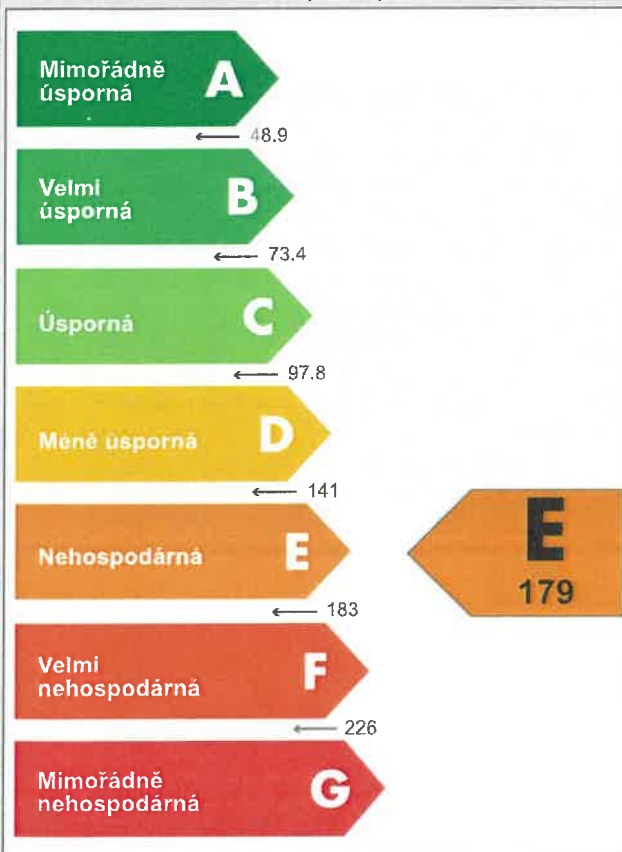 Mimořádně
úsporná A
← 48.9
Velmi
úsporná B
← 73.4
Úsporná C
← 97.8
Méně úsporná D
← 141
Nehospodárná E
← 183
E
179
Velmi
nehospodárná F
← 226
Mimořádně
nehospodárná G